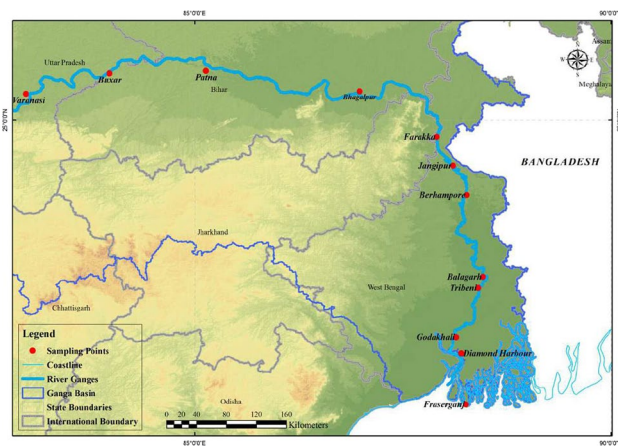 85°0'0"E
90°0'0"E
Assam
Uttar Pradesh
Buxar
Patna
Bihar
Varanasi
Bhagalpur
N
W E
S
Meghalaya
25°0'0"N
Farakka
BANGLADESH
Jangipur
Berhampore
Jharkhand
Balagarh
West Bengal
Tribeni
Chhattisgarh
Godakhali
Diamond Harbour
Fraserganj
Odisha
Legend
Sampling Points
Coastline
River Ganges
Ganga Basin
State Boundaries
International Boundary
0 20 40 80 120 160
Kilometers
85°0'0"E
90°0'0"E